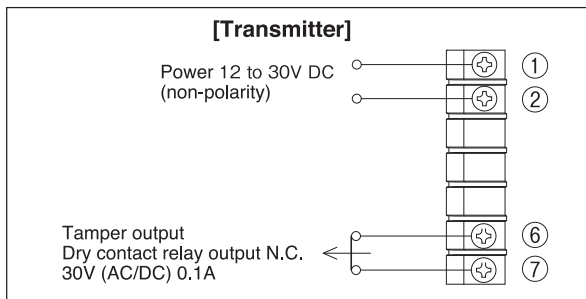 [Transmitter]
Power 12 to 30V DC
(non-polarity)
①
②
Tamper output
Dry contact relay output N.C.
30V (AC/DC) 0.1A
⑥
⑦